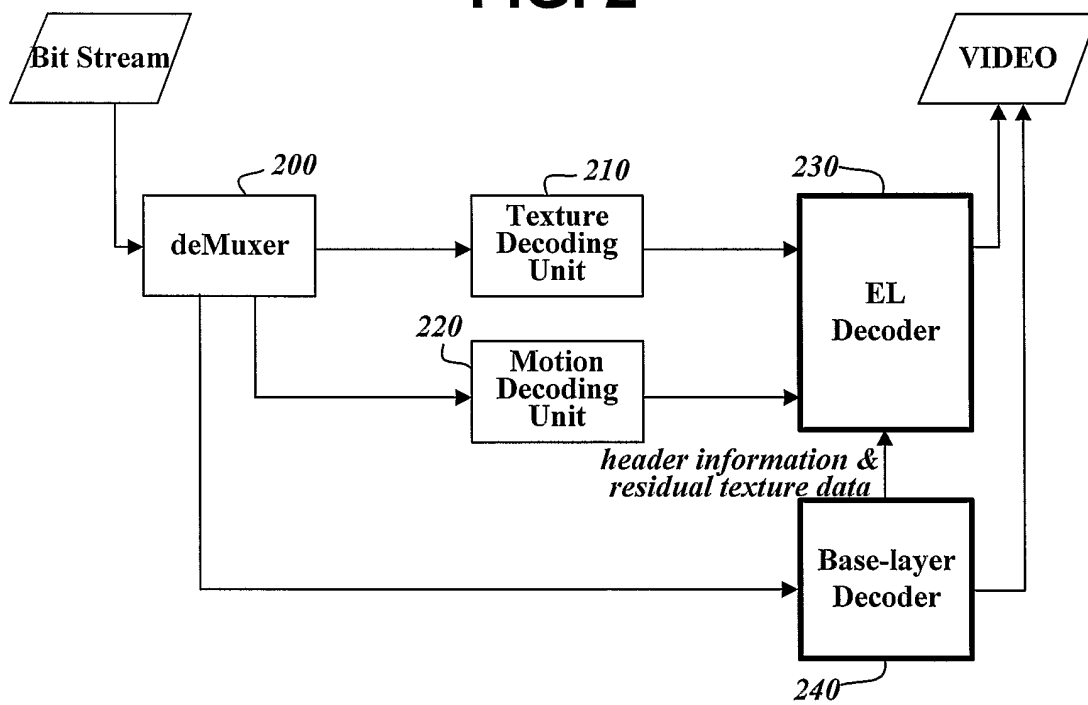 FIG. 2
Bit Stream
VIDEO
200
deMuxer
210
Texture
Decoding
Unit
230
EL
Decoder
220
Motion
Decoding
Unit
header information &
residual texture data
Base-layer
Decoder
240